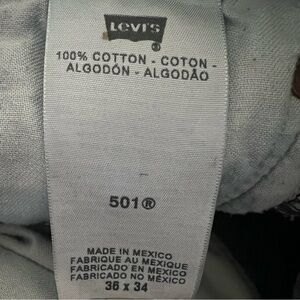 LEVI'S ®
100% COTTON - COTON -
ALGODÓN - ALGODÃO
501®
MADE IN MEXICO
FABRIQUE AU MEXIQUE
FABRICADO EN MEXICO
FABRICADO NO MÉXICO
36 x 34